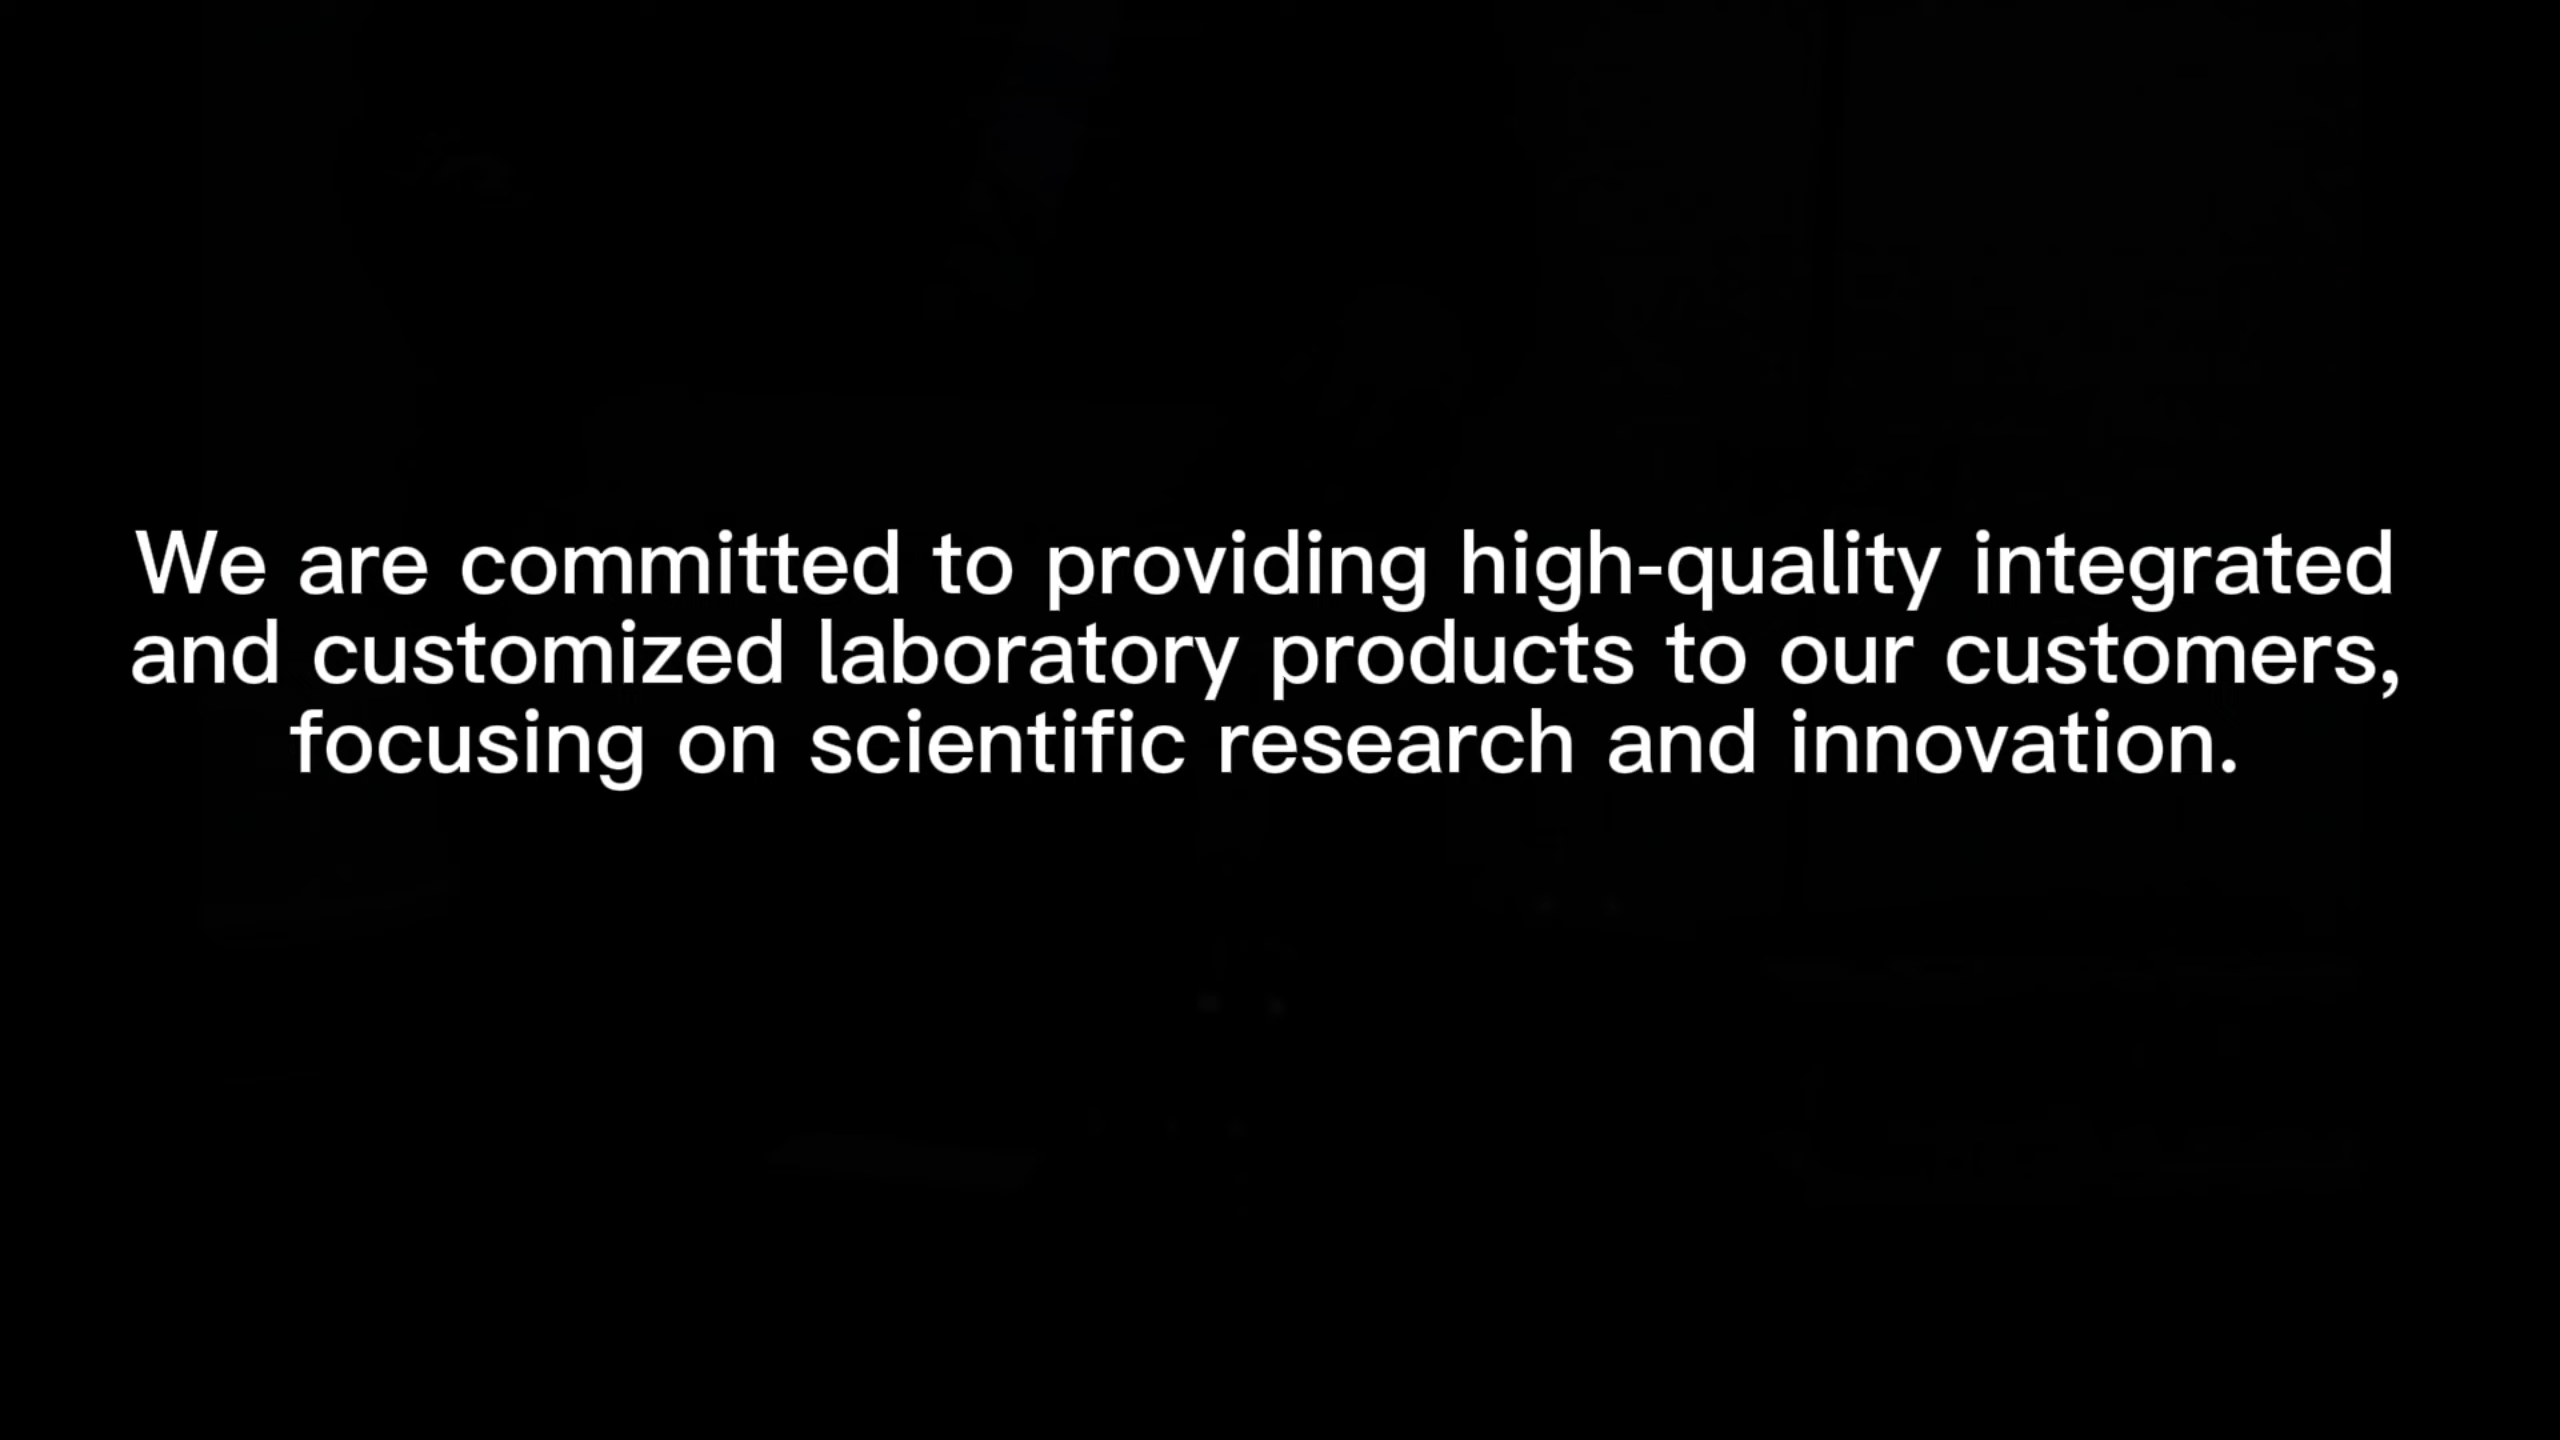 We are committed to providing high-quality integrated
and customized laboratory products to our customers,
focusing on scientific research and innovation.